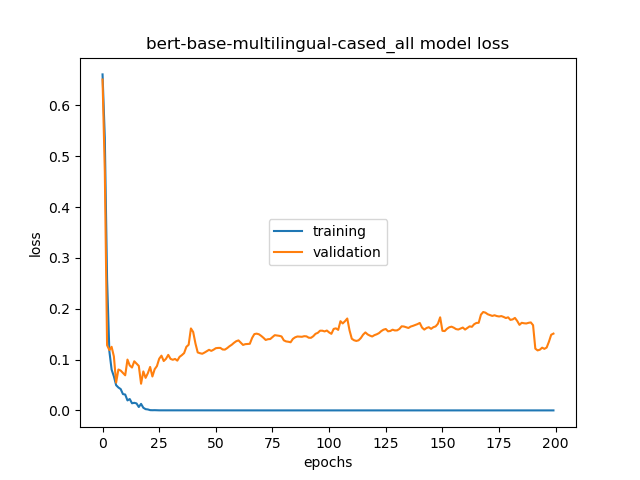 bert-base-multilingual-cased_all model loss
loss
0.6
0.5
0.4
0.3
0.2
0.1
0.0
training
validation
0 25 50 75 100 125 150 175 200
epochs